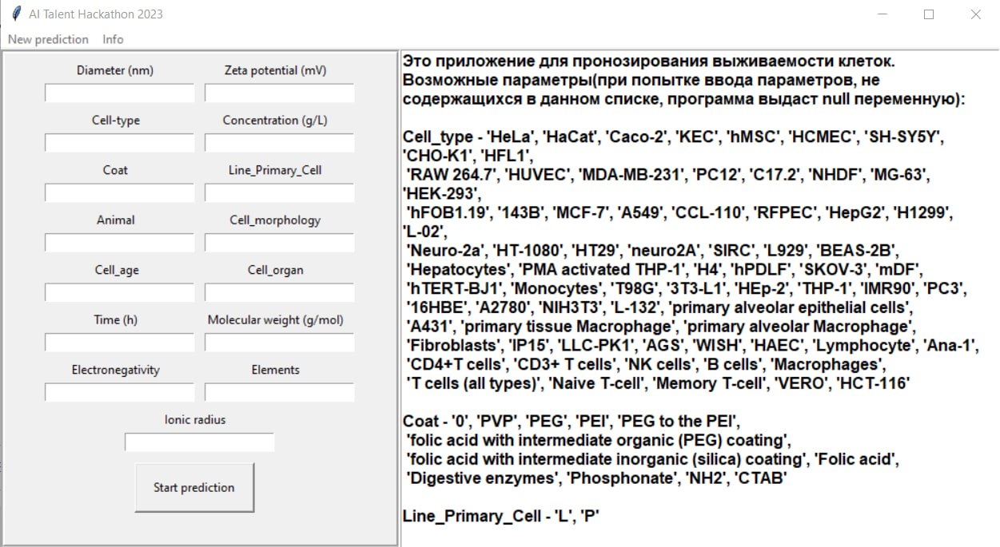 AI Talent Hackathon 2023
New prediction Info
Diameter (nm) Zeta potential (mV)
Cell-type Concentration (g/L)
Coat Line_Primary_Cell
Animal Cell_morphology
Cell_age Cell_organ
Time (h) Molecular weight (g/mol)
Electronegativity Elements
Ionic radius
Start prediction
Это приложение для пронозирования выживаемости клеток.
Возможные параметры(при попытке ввода параметров, не
содержащихся в данном списке, программа выдаст null переменную):
Cell_type - 'HeLa', 'HaCat', 'Caco-2', 'KEC', 'hMSC', 'HCMEC', 'SH-SY5Y',
'CHO-K1', 'HFL1',
'RAW 264.7', 'HUVEC', 'MDA-MB-231', 'PC12', 'C17.2', 'NHDF', 'MG-63',
'HEK-293',
'hFOB1.19', '143B', 'MCF-7', 'A549', 'CCL-110', 'RFPEC', 'HepG2', 'H1299',
'L-02',
'Neuro-2a', 'HT-1080', 'HT29', 'neuro2A', 'SIRC', 'L929', 'BEAS-2B',
'Hepatocytes', 'PMA activated THP-1', 'H4', 'hPDLF', 'SKOV-3', 'mDF',
'hTERT-BJ1', 'Monocytes', 'T98G', '3T3-L1', 'HEp-2', 'THP-1', 'IMR90', 'PC3',
'16HBE', 'A2780', 'NIH3T3', 'L-132', 'primary alveolar epithelial cells',
'A431', 'primary tissue Macrophage', 'primary alveolar Macrophage',
'Fibroblasts', 'IP15', 'LLC-PK1', 'AGS', 'WISH', 'HAEC', 'Lymphocyte', 'Ana-1',
'CD4+T cells', 'CD3+ T cells', 'NK cells', 'B cells', 'Macrophages',
'T cells (all types)', 'Naive T-cell', 'Memory T-cell', 'VERO', 'HCT-116'
Coat - '0', 'PVP', 'PEG', 'PEI', 'PEG to the PEI',
'folic acid with intermediate organic (PEG) coating',
'folic acid with intermediate inorganic (silica) coating', 'Folic acid',
'Digestive enzymes', 'Phosphonate', 'NH2', 'CTAB'
Line_Primary_Cell - 'L', 'P'